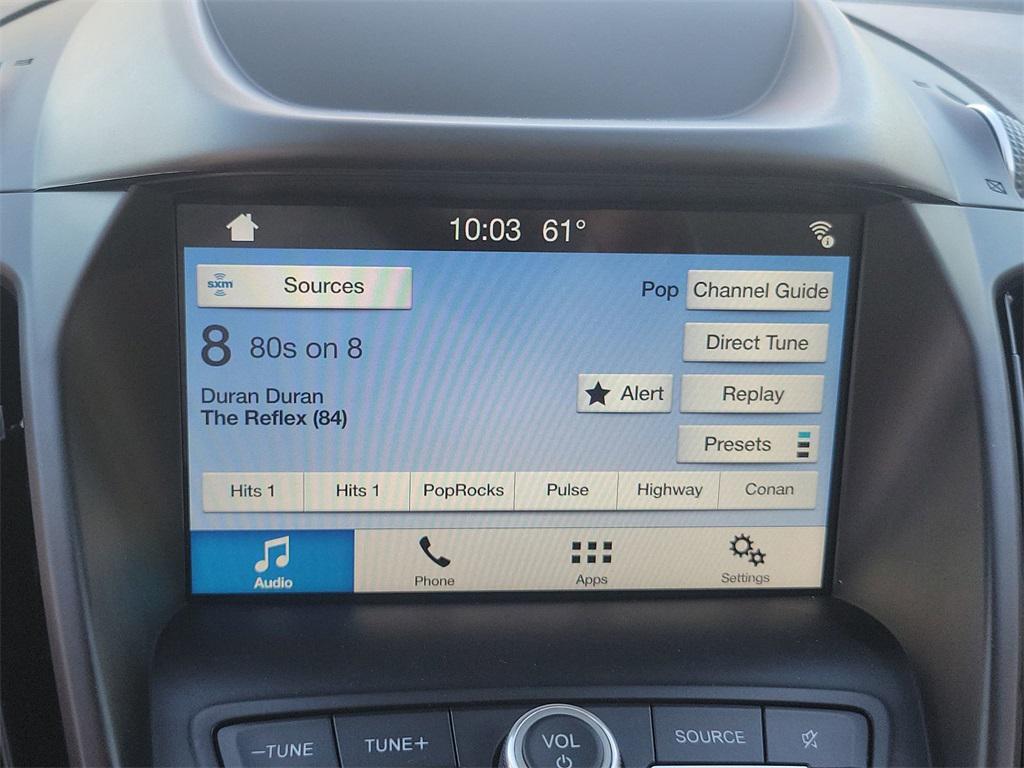 10:03 61°
sxm Sources
Pop Channel Guide
8 80s on 8
Direct Tune
Duran Duran
The Reflex (84)
Alert
Replay
Presets
Hits 1 Hits 1 PopRocks Pulse Highway Conan
Audio Phone Apps Settings
–TUNE TUNE+ VOL SOURCE